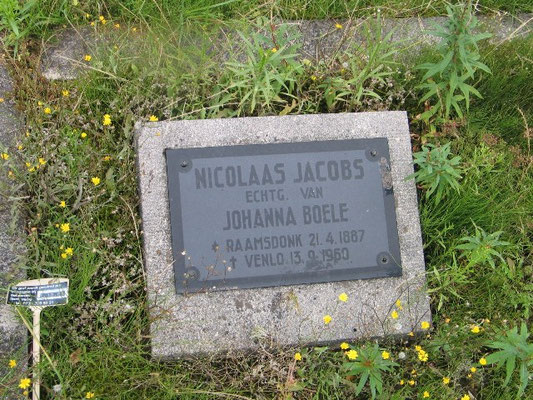 NICOLAAS JACOBS
ECHTG. VAN
JOHANNA BOELE
RAAMSDONK 21.4.1887
† VENLO 13.9.1960